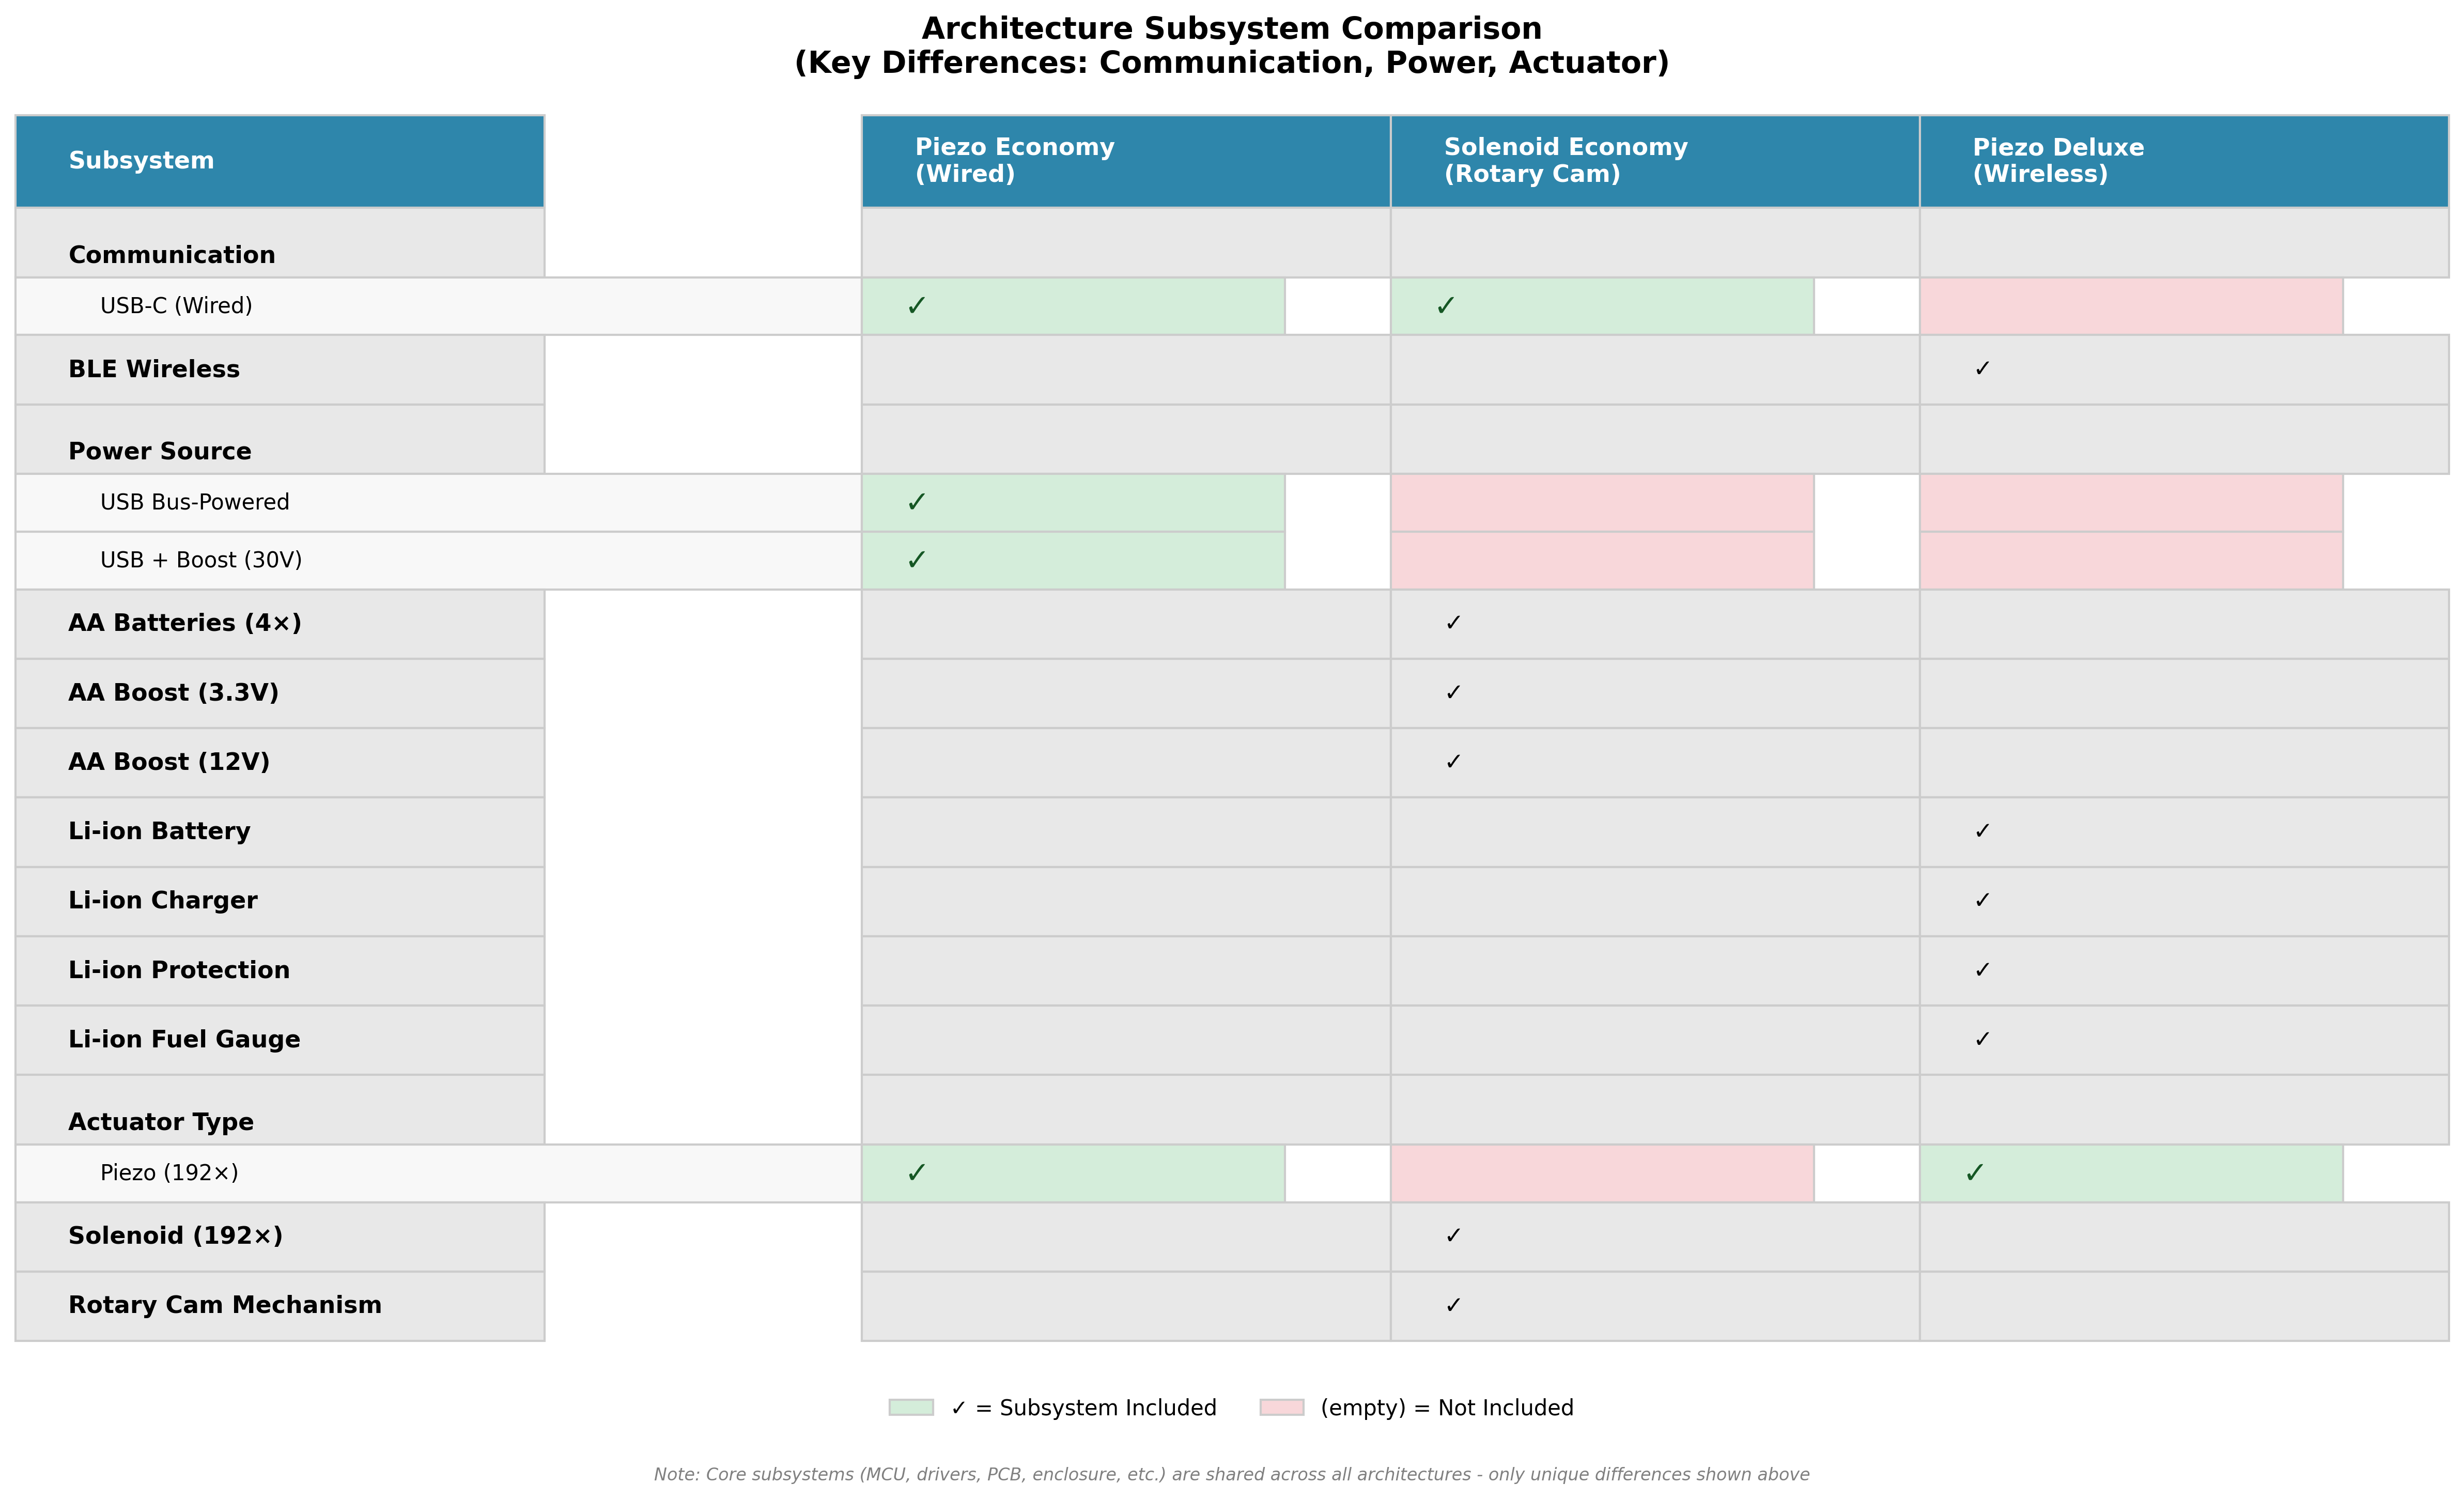 Architecture Subsystem Comparison
(Key Differences: Communication, Power, Actuator)
Subsystem
Piezo Economy
(Wired)
Solenoid Economy
(Rotary Cam)
Piezo Deluxe
(Wireless)
Communication
USB-C (Wired) ✓ ✓
BLE Wireless ✓
Power Source
USB Bus-Powered ✓
USB + Boost (30V) ✓
AA Batteries (4×) ✓
AA Boost (3.3V) ✓
AA Boost (12V) ✓
Li-ion Battery ✓
Li-ion Charger ✓
Li-ion Protection ✓
Li-ion Fuel Gauge ✓
Actuator Type
Piezo (192×) ✓ ✓
Solenoid (192×) ✓
Rotary Cam Mechanism ✓
✓ = Subsystem Included (empty) = Not Included
Note: Core subsystems (MCU, drivers, PCB, enclosure, etc.) are shared across all architectures - only unique differences shown above